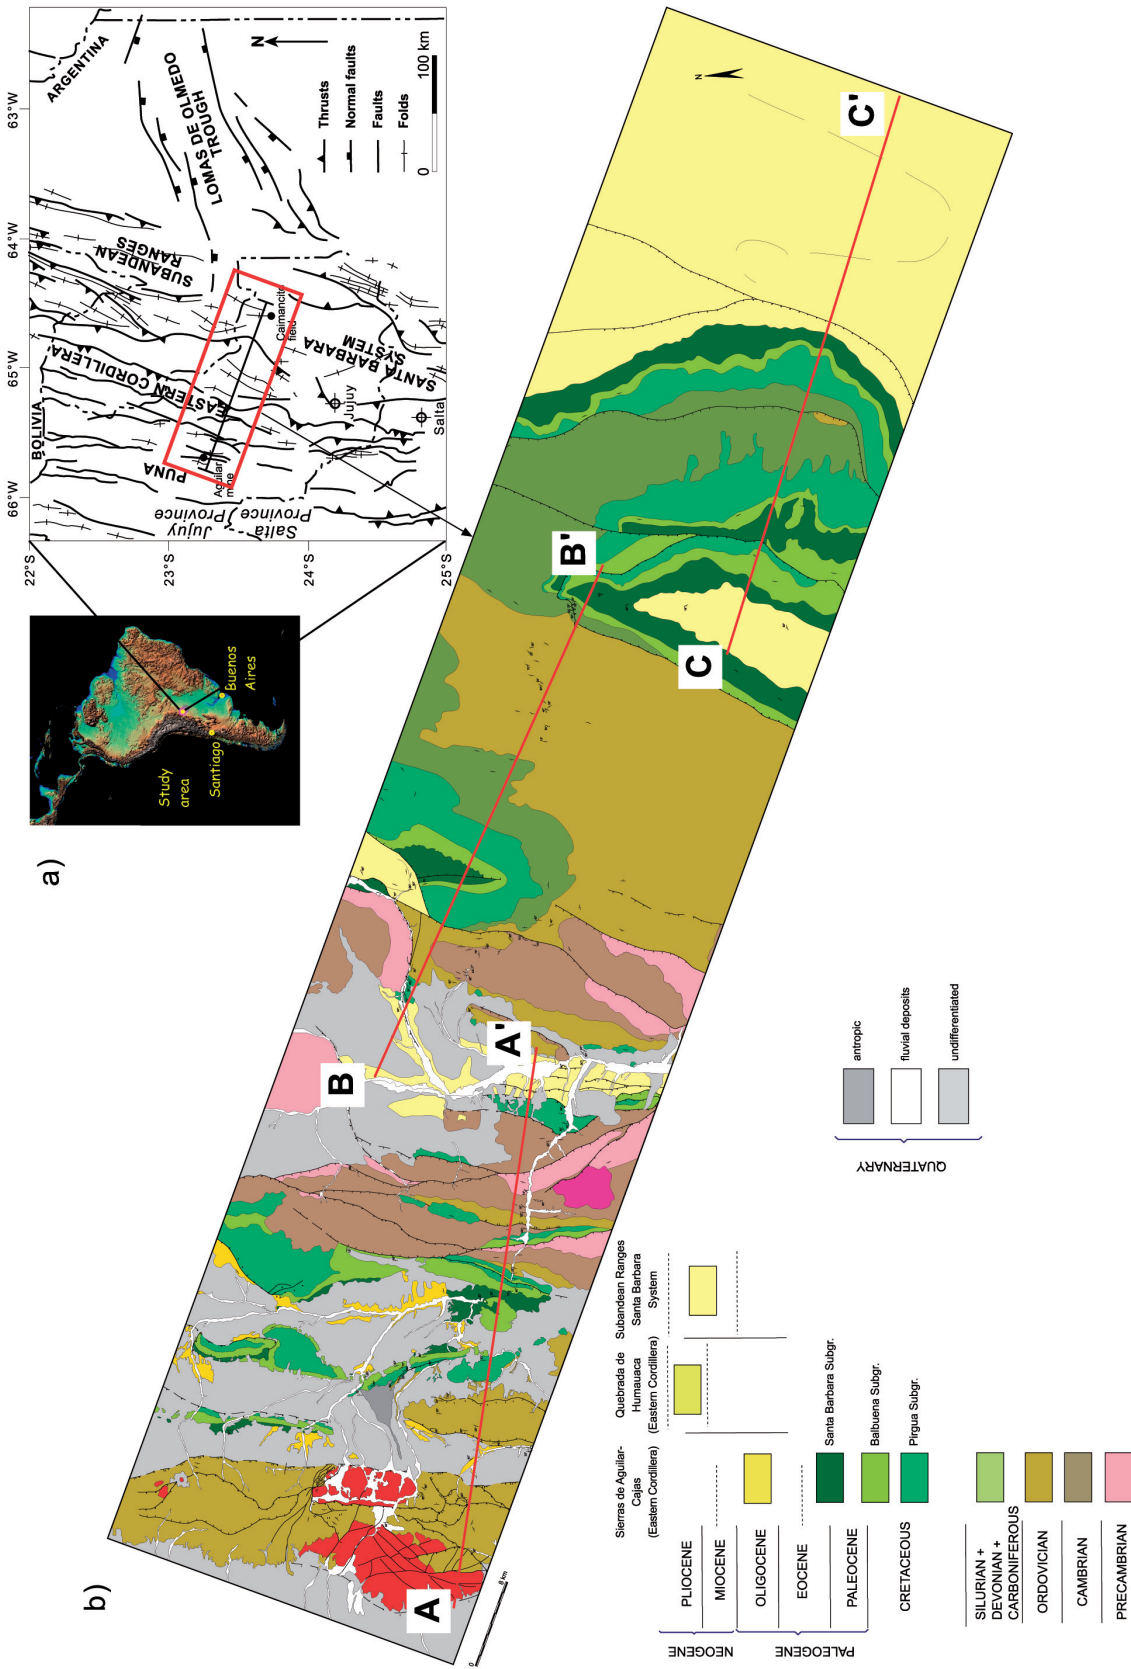 a)
Study
area
Santiago
Buenos
Aires
66°W
65°W
64°W
63°W
22°S
23°S
24°S
25°S
BOLIVIA
ARGENTINA
PUNA
EASTERN CORDILLERA
SUBANDEAN
RANGES
LOMAS DE OLMEDO
TROUGH
SANTA BARBARA
SYSTEM
Aguilar
mine
Caimancito
field
Jujuy
Province
Salta
Province
Jujuy
Salta
N
Thrusts
Normal faults
Faults
Folds
0
100 km
b)
A
A'
B
B'
C
C'
N
0
8 km
Sierras de Aguilar-
Cajas
(Eastern Cordillera)
Quebrada de
Humauaca
(Eastern Cordillera)
Subandean Ranges
Santa Barbara
System
NEOGENE
PLIOCENE
MIOCENE
PALEOGENE
OLIGOCENE
EOCENE
PALEOCENE
CRETACEOUS
Santa Barbara Subgr.
Balbuena Subgr.
Pirgua Subgr.
SILURIAN +
DEVONIAN +
CARBONIFEROUS
ORDOVICIAN
CAMBRIAN
PRECAMBRIAN
QUATERNARY
antropic
fluvial deposits
undifferentiated